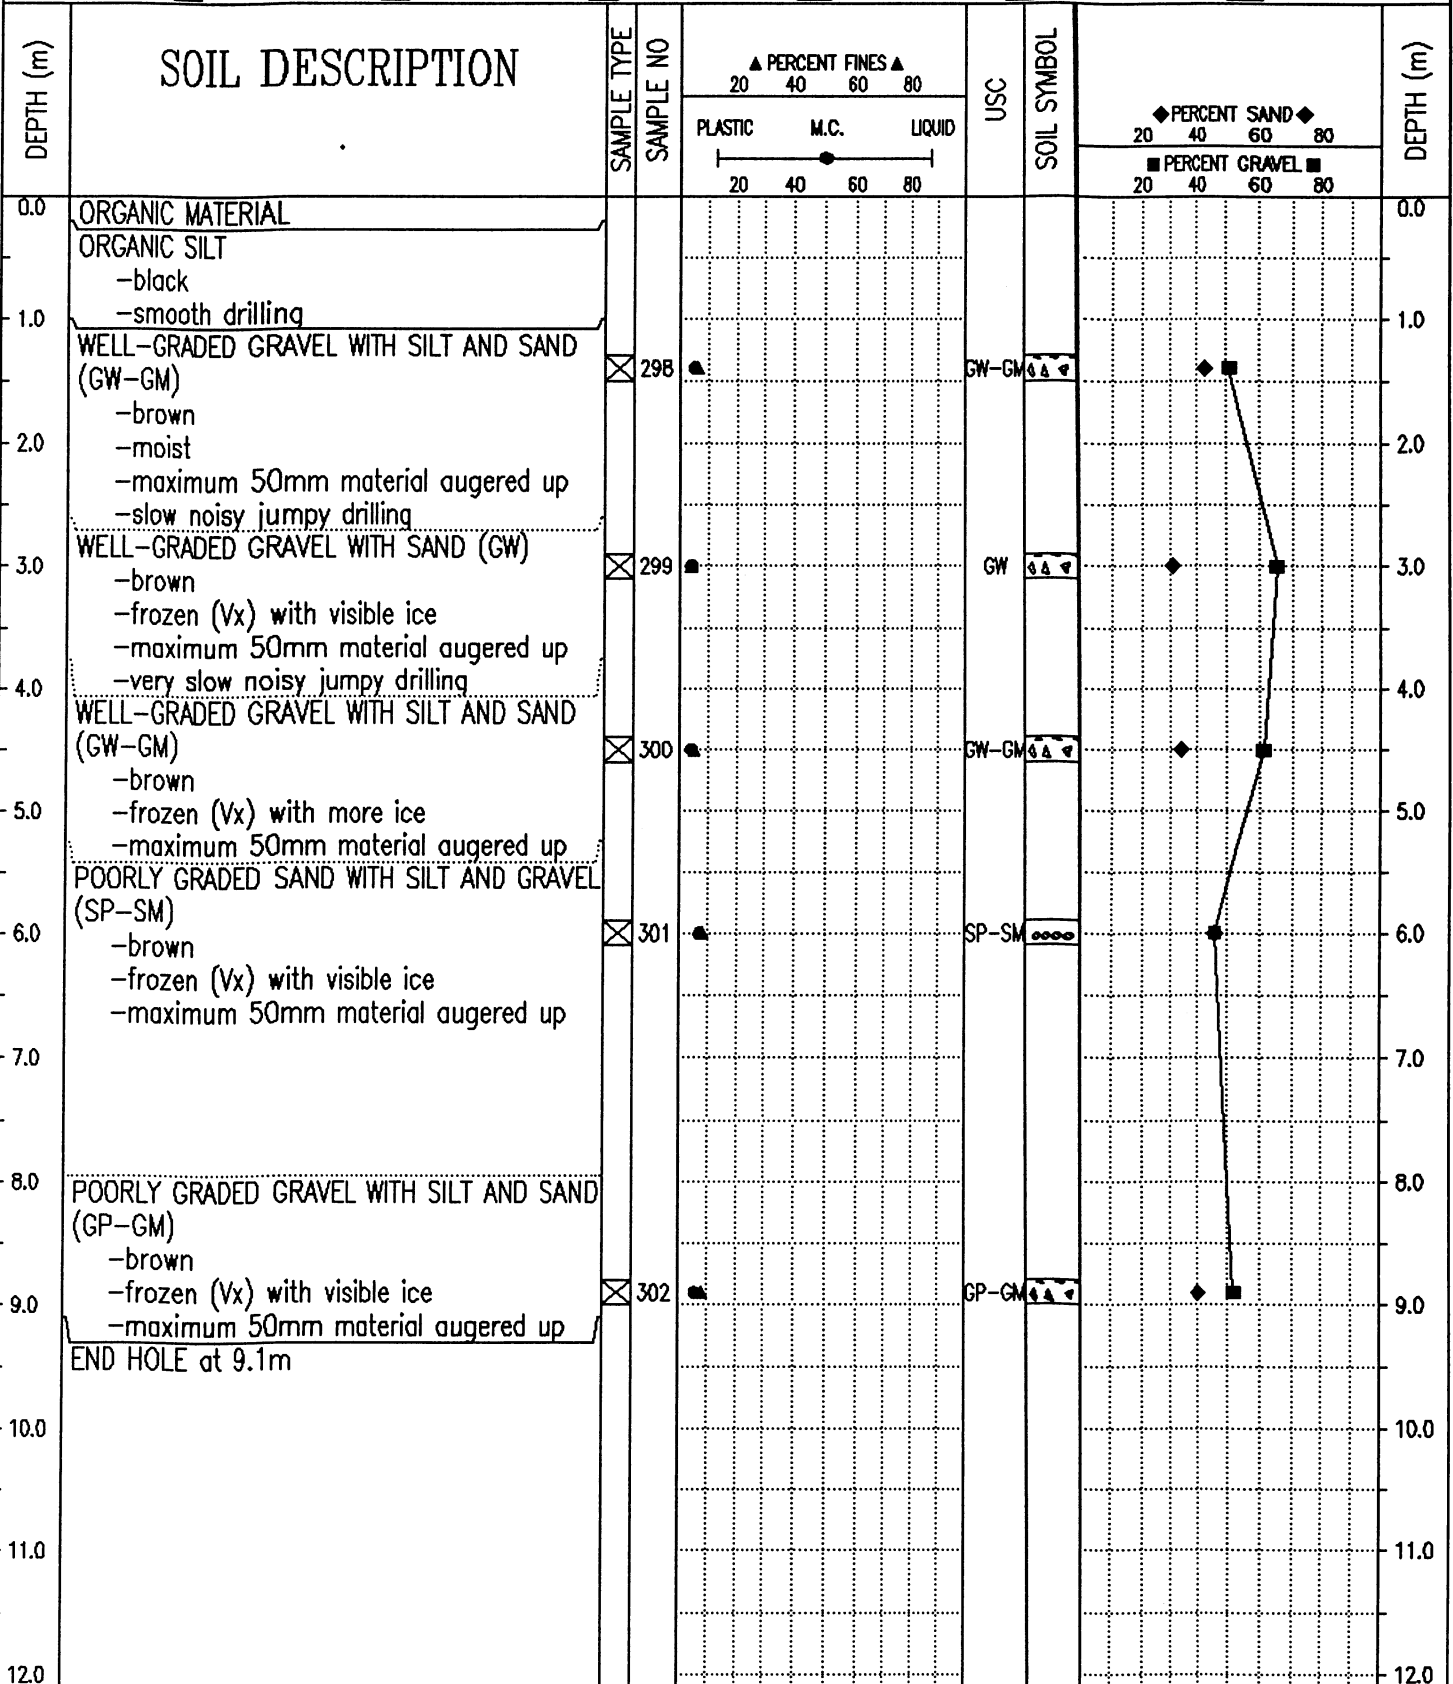 DEPTH (m)
SOIL DESCRIPTION
SAMPLE TYPE
SAMPLE NO
▲ PERCENT FINES ▲
20 40 60 80
PLASTIC M.C. LIQUID
20 40 60 80
USC
SOIL SYMBOL
◆PERCENT SAND◆
20 40 60 80
■PERCENT GRAVEL■
20 40 60 80
DEPTH (m)
0.0 ORGANIC MATERIAL 0.0
ORGANIC SILT
-black
-smooth drilling
1.0 1.0
WELL-GRADED GRAVEL WITH SILT AND SAND
(GW-GM) 298 GW-GM
-brown
2.0 -moist 2.0
-maximum 50mm material augered up
-slow noisy jumpy drilling
WELL-GRADED GRAVEL WITH SAND (GW)
3.0 299 GW 3.0
-brown
-frozen (Vx) with visible ice
-maximum 50mm material augered up
-very slow noisy jumpy drilling
4.0 4.0
WELL-GRADED GRAVEL WITH SILT AND SAND
(GW-GM) 300 GW-GM
-brown
5.0 -frozen (Vx) with more ice 5.0
-maximum 50mm material augered up
POORLY GRADED SAND WITH SILT AND GRAVEL
(SP-SM)
6.0 301 SP-SM 6.0
-brown
-frozen (Vx) with visible ice
-maximum 50mm material augered up
7.0 7.0
8.0 8.0
POORLY GRADED GRAVEL WITH SILT AND SAND
(GP-GM)
-brown
-frozen (Vx) with visible ice 302 GP-GM
9.0 9.0
-maximum 50mm material augered up
END HOLE at 9.1m
10.0 10.0
11.0 11.0
12.0 12.0